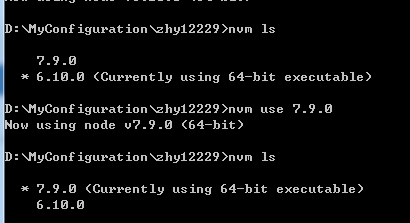 D:\MyConfiguration\zhy12229>nvm ls
7.9.0
* 6.10.0 (Currently using 64-bit executable)
D:\MyConfiguration\zhy12229>nvm use 7.9.0
Now using node v7.9.0 (64-bit)
D:\MyConfiguration\zhy12229>nvm ls
* 7.9.0 (Currently using 64-bit executable)
6.10.0